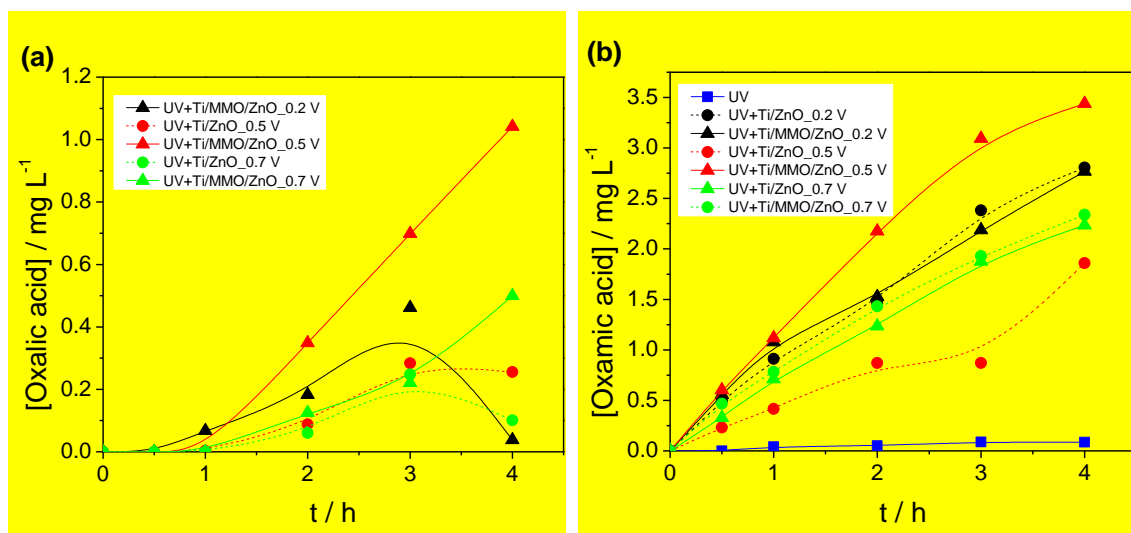 (a)
[Oxalic acid] / mg L⁻¹
1.2
1.0
0.8
0.6
0.4
0.2
0.0
UV+Ti/MMO/ZnO_0.2 V
UV+Ti/ZnO_0.5 V
UV+Ti/MMO/ZnO_0.5 V
UV+Ti/ZnO_0.7 V
UV+Ti/MMO/ZnO_0.7 V
0 1 2 3 4
t / h
(b)
[Oxamic acid] / mg L⁻¹
3.5
3.0
2.5
2.0
1.5
1.0
0.5
0.0
UV
UV+Ti/ZnO_0.2 V
UV+Ti/MMO/ZnO_0.2 V
UV+Ti/ZnO_0.5 V
UV+Ti/MMO/ZnO_0.5 V
UV+Ti/ZnO_0.7 V
UV+Ti/MMO/ZnO_0.7 V
0 1 2 3 4
t / h